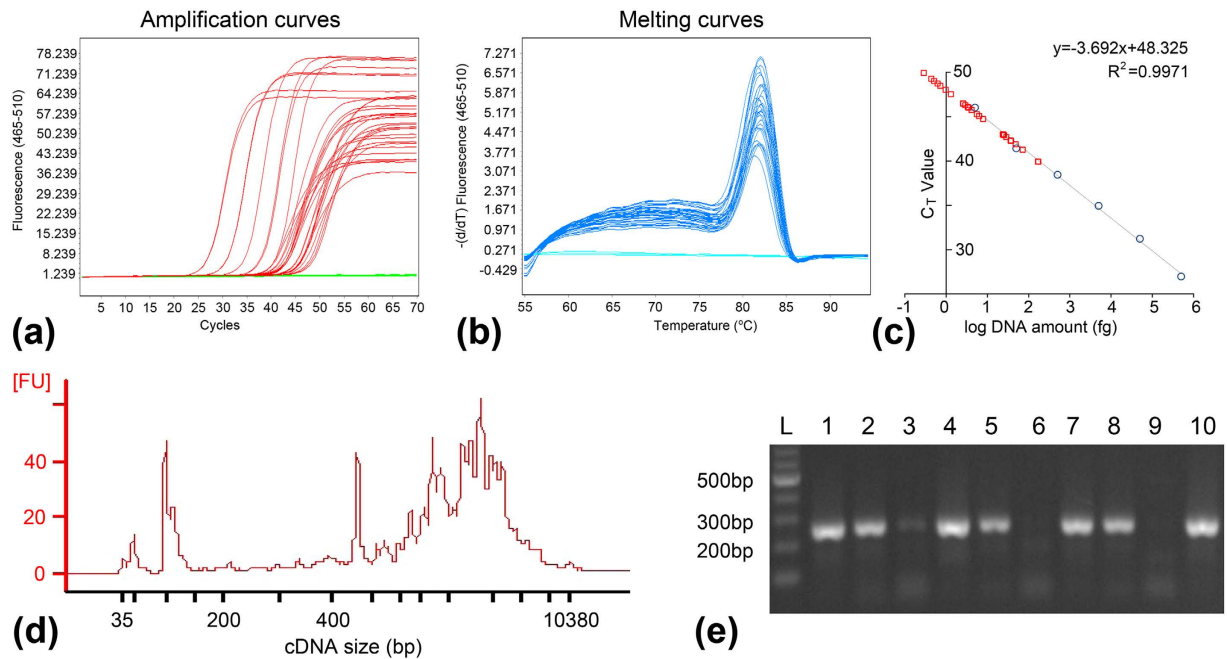 Amplification curves
Fluorescence (465-510)
78.239
71.239
64.239
57.239
50.239
43.239
36.239
29.239
22.239
15.239
8.239
1.239
5 10 15 20 25 30 35 40 45 50 55 60 65 70
Cycles
(a)
Melting curves
-(d/dT) Fluorescence (465-510)
7.271
6.571
5.871
5.171
4.471
3.771
3.071
2.371
1.671
0.971
0.271
-0.429
55 60 65 70 75 80 85 90
Temperature (°C)
(b)
y=-3.692x+48.325
R²=0.9971
C_T Value
50
40
30
-1 0 1 2 3 4 5 6
log DNA amount (fg)
(c)
[FU]
40
20
0
35 200 400 10380
cDNA size (bp)
(d)
L 1 2 3 4 5 6 7 8 9 10
500bp
300bp
200bp
(e)